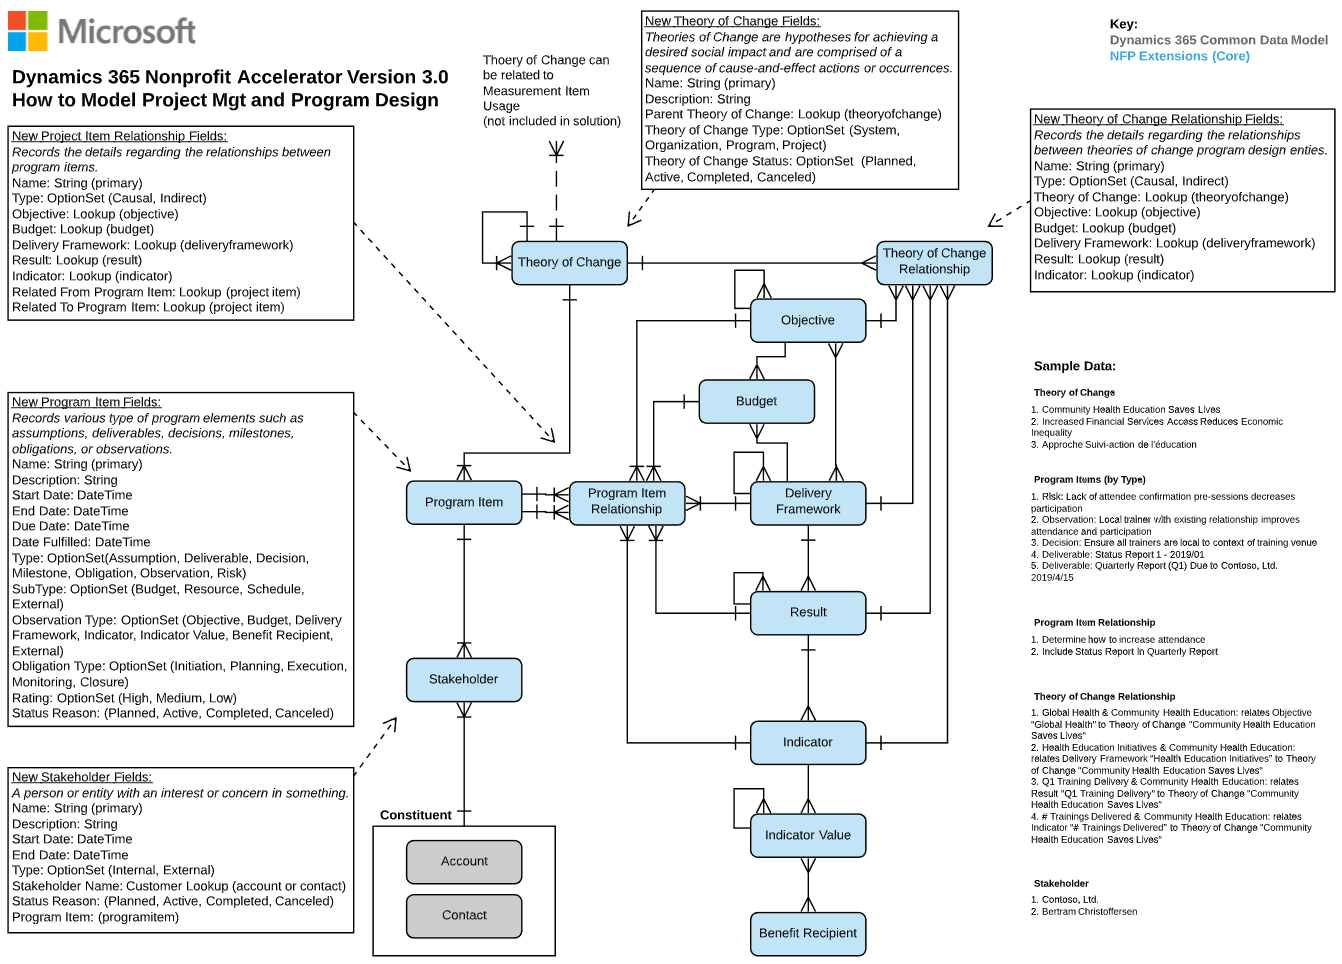 Microsoft
Dynamics 365 Nonprofit Accelerator Version 3.0
How to Model Project Mgt and Program Design
New Project Item Relationship Fields:
Records the details regarding the relationships between
program items.
Name: String (primary)
Type: OptionSet (Causal, Indirect)
Objective: Lookup (objective)
Budget: Lookup (budget)
Delivery Framework: Lookup (deliveryframework)
Result: Lookup (result)
Indicator: Lookup (indicator)
Related From Program Item: Lookup (project item)
Related To Program Item: Lookup (project item)
New Program Item Fields:
Records various type of program elements such as
assumptions, deliverables, decisions, milestones,
obligations, or observations.
Name: String (primary)
Description: String
Start Date: DateTime
End Date: DateTime
Due Date: DateTime
Date Fulfilled: DateTime
Type: OptionSet(Assumption, Deliverable, Decision,
Milestone, Obligation, Observation, Risk)
SubType: OptionSet (Budget, Resource, Schedule,
External)
Observation Type: OptionSet (Objective, Budget, Delivery
Framework, Indicator, Indicator Value, Benefit Recipient,
External)
Obligation Type: OptionSet (Initiation, Planning, Execution,
Monitoring, Closure)
Rating: OptionSet (High, Medium, Low)
Status Reason: (Planned, Active, Completed, Canceled)
New Stakeholder Fields:
A person or entity with an interest or concern in something.
Name: String (primary)
Description: String
Start Date: DateTime
End Date: DateTime
Type: OptionSet (Internal, External)
Stakeholder Name: Customer Lookup (account or contact)
Status Reason: (Planned, Active, Completed, Canceled)
Program Item: (programitem)
Thoery of Change can
be related to
Measurement Item
Usage
(not included in solution)
New Theory of Change Fields:
Theories of Change are hypotheses for achieving a
desired social impact and are comprised of a
sequence of cause-and-effect actions or occurrences.
Name: String (primary)
Description: String
Parent Theory of Change: Lookup (theoryofchange)
Theory of Change Type: OptionSet (System,
Organization, Program, Project)
Theory of Change Status: OptionSet (Planned,
Active, Completed, Canceled)
Key:
Dynamics 365 Common Data Model
NFP Extensions (Core)
New Theory of Change Relationship Fields:
Records the details regarding the relationships
between theories of change program design enties.
Name: String (primary)
Type: OptionSet (Causal, Indirect)
Theory of Change: Lookup (theoryofchange)
Objective: Lookup (objective)
Budget: Lookup (budget)
Delivery Framework: Lookup (deliveryframework)
Result: Lookup (result)
Indicator: Lookup (indicator)
Theory of Change
Theory of Change
Relationship
Objective
Budget
Program Item
Program Item
Relationship
Delivery
Framework
Result
Stakeholder
Indicator
Constituent
Account
Contact
Indicator Value
Benefit Recipient
Sample Data:
Theory of Change
1. Community Health Education Saves Lives
2. Increased Financial Services Access Reduces Economic
Inequality
3. Approche Suivi-action de l'éducation
Program Items (by Type)
1. Risk: Lack of attendee confirmation pre-sessions decreases
participation
2. Observation: Local trainer with existing relationship improves
attendance and participation
3. Decision: Ensure all trainers are local to context of training venue
4. Deliverable: Status Report 1 - 2019/01
5. Deliverable: Quarterly Report (Q1) Due to Contoso, Ltd.
2019/4/15
Program Item Relationship
1. Determine how to increase attendance
2. Include Status Report in Quarterly Report
Theory of Change Relationship
1. Global Health & Community Health Education: relates Objective
"Global Health" to Theory of Change "Community Health Education
Saves Lives"
2. Health Education Initiatives & Community Health Education:
relates Delivery Framework "Health Education Initiatives" to Theory
of Change "Community Health Education Saves Lives"
3. Q1 Training Delivery & Community Health Education: relates
Result "Q1 Training Delivery" to Theory of Change "Community
Health Education Saves Lives"
4. # Trainings Delivered & Community Health Education: relates
Indicator "# Trainings Delivered" to Theory of Change "Community
Health Education Saves Lives"
Stakeholder
1. Contoso, Ltd.
2. Bertram Christoffersen